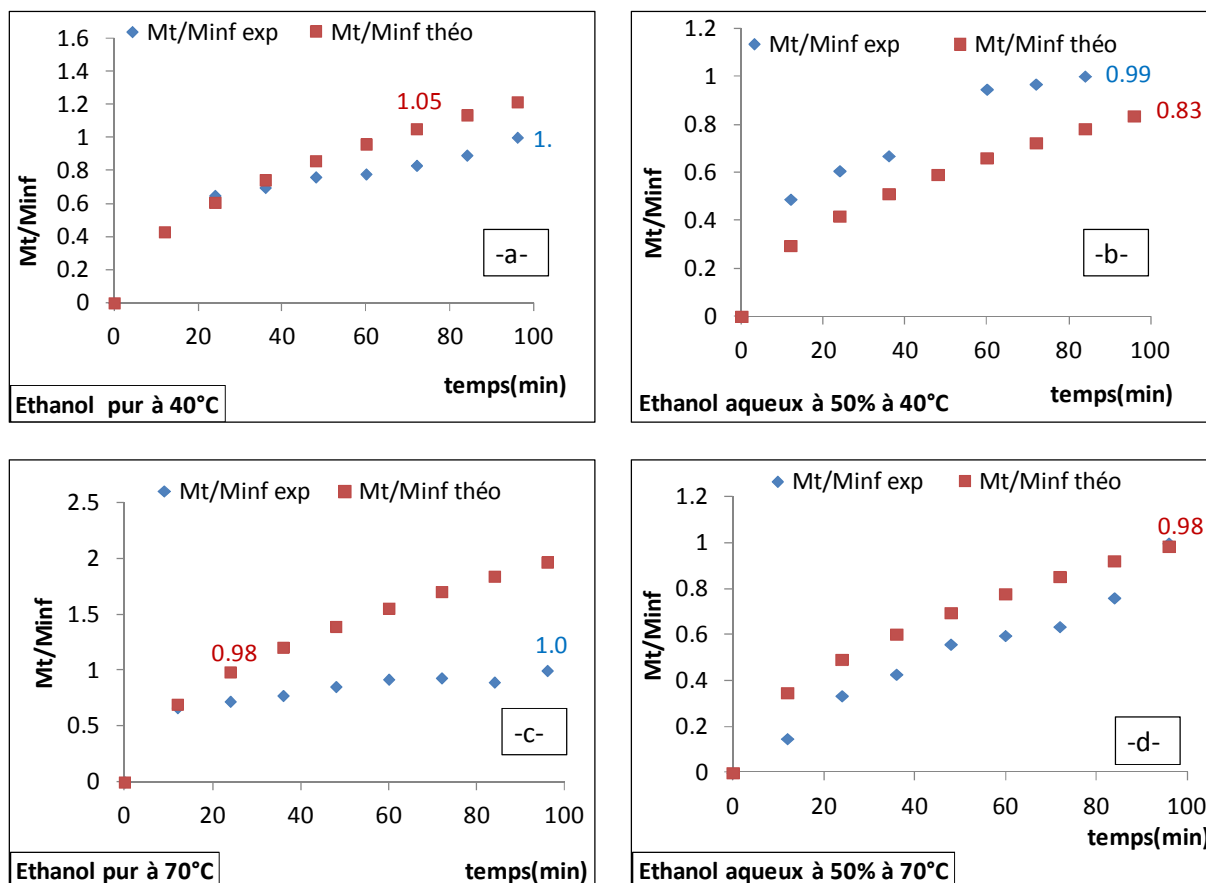 Mt/Minf exp Mt/Minf théo
1.6
1.4
1.2
1
0.8
0.6
0.4
0.2
0
Mt/Minf
1.05
1.
-a-
0 20 40 60 80 100
temps(min)
Ethanol pur à 40°C
1.2
1
0.8
0.6
0.4
0.2
0
Mt/Minf
Mt/Minf exp Mt/Minf théo
0.99
0.83
-b-
0 20 40 60 80 100
temps(min)
Ethanol aqueux à 50% à 40°C
Mt/Minf exp Mt/Minf théo
2.5
2
1.5
1
0.5
0
Mt/Minf
0.98
1.0
-c-
0 20 40 60 80 100
temps(min)
Ethanol pur à 70°C
Mt/Minf exp Mt/Minf théo
1.2
1
0.8
0.6
0.4
0.2
0
Mt/Minf
0.98
-d-
0 20 40 60 80 100
temps(min)
Ethanol aqueux à 50% à 70°C